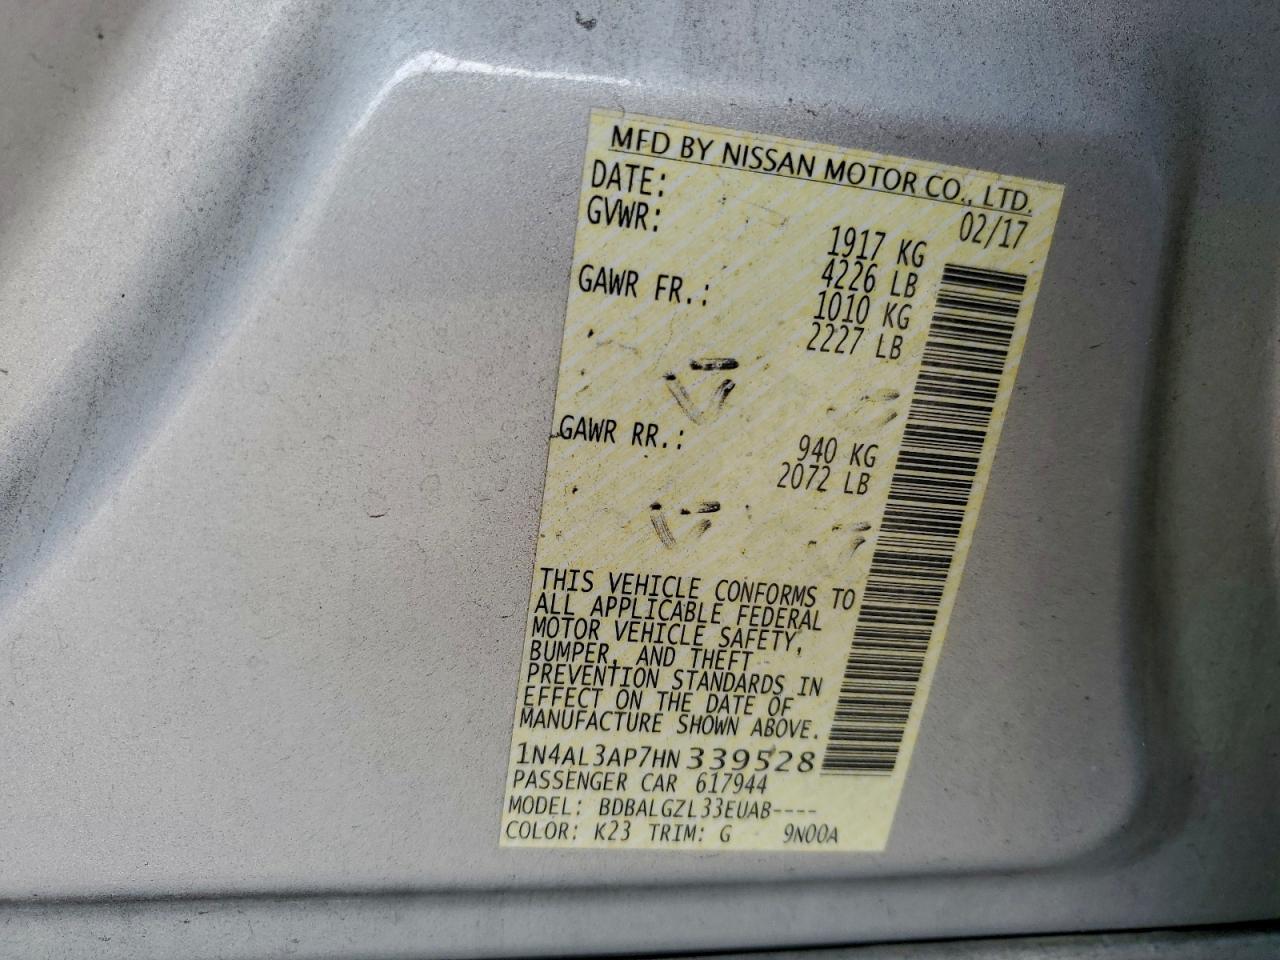 MFD BY NISSAN MOTOR CO., LTD.
DATE: 02/17
GVWR: 1917 KG
4226 LB
GAWR FR.: 1010 KG
2227 LB
GAWR RR.: 940 KG
2072 LB
THIS VEHICLE CONFORMS TO
ALL APPLICABLE FEDERAL
MOTOR VEHICLE SAFETY,
BUMPER, AND THEFT
PREVENTION STANDARDS IN
EFFECT ON THE DATE OF
MANUFACTURE SHOWN ABOVE.
1N4AL3AP7HN339528
PASSENGER CAR 617944
MODEL: BDBALGZL33EUAB----
COLOR: K23 TRIM: G 9N00A